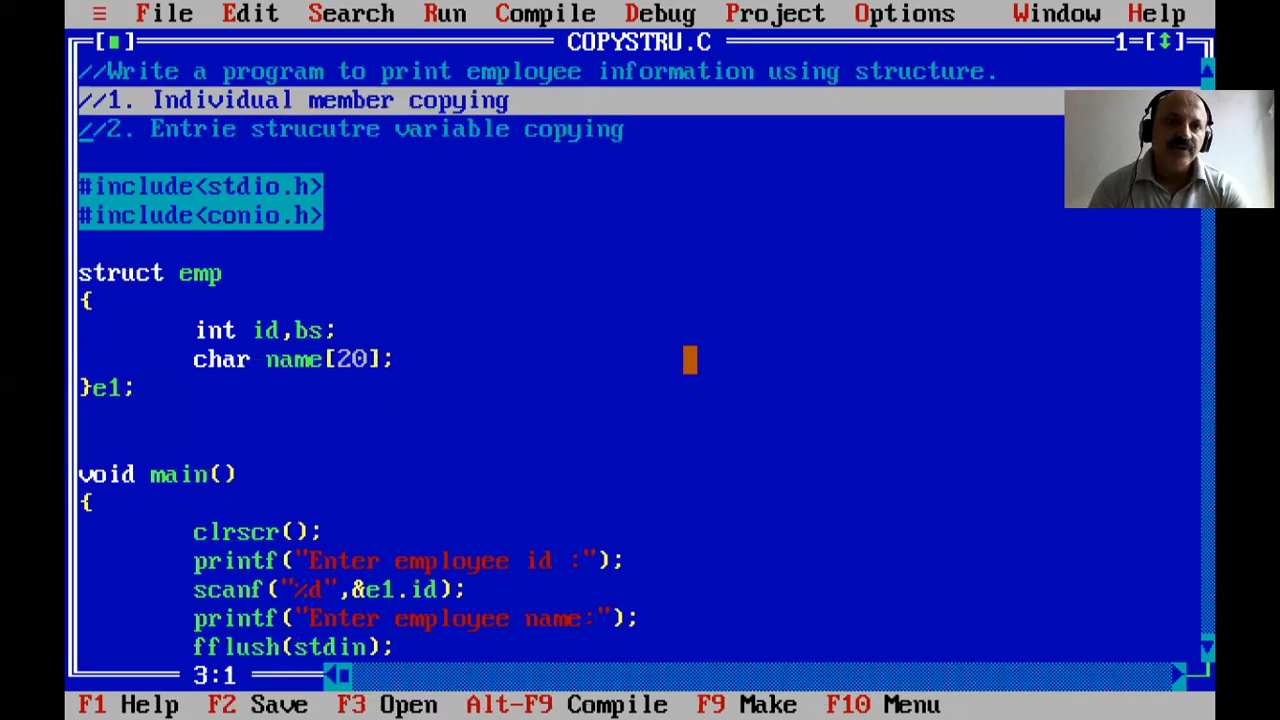 ≡ File Edit Search Run Compile Debug Project Options Window Help
[■] COPYSTRU.C 1=[↕]
//Write a program to print employee information using structure.
//1. Individual member copying
//2. Entrie strucutre variable copying
#include<stdio.h>
#include<conio.h>
struct emp
{
int id,bs;
char name[20];
}e1;
void main()
{
clrscr();
printf("Enter employee id :");
scanf("%d",&e1.id);
printf("Enter employee name:");
fflush(stdin);
3:1
F1 Help F2 Save F3 Open Alt-F9 Compile F9 Make F10 Menu